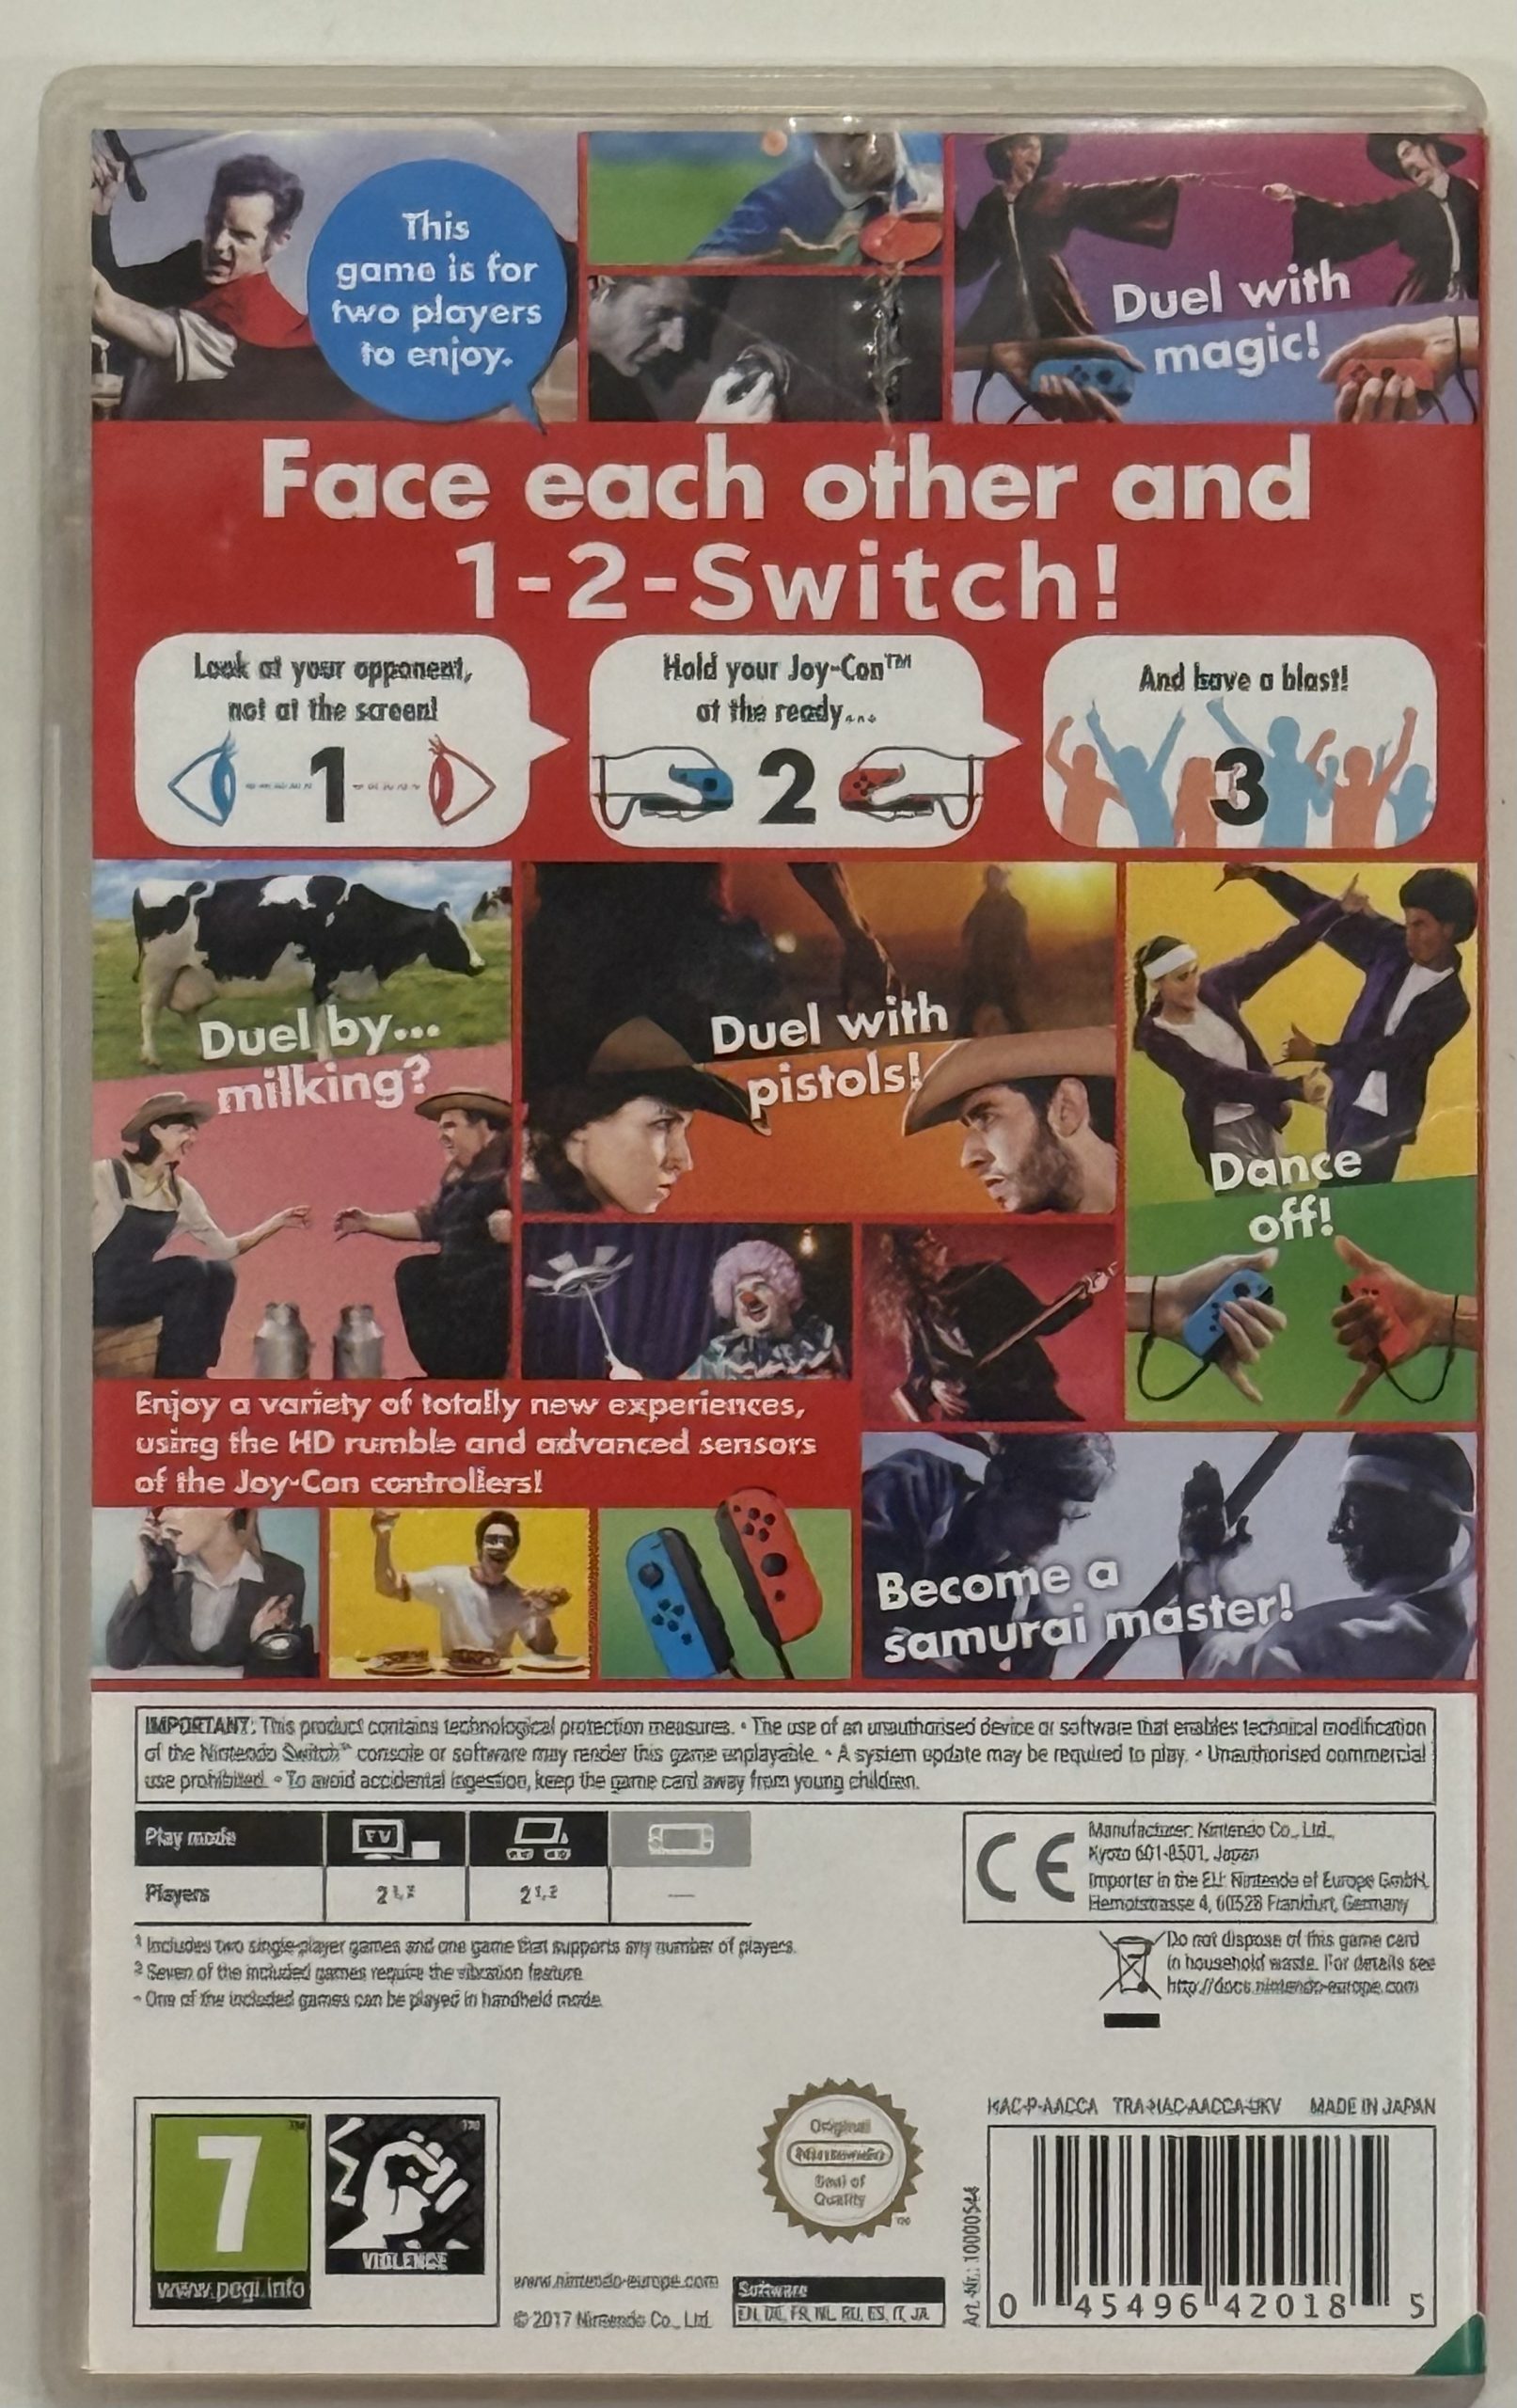 This
game is for
two players
to enjoy.
Duel with
magic!
Face each other and
1-2-Switch!
Look at your opponent,
not at the screen!
1
Hold your Joy-Con™
at the ready...
2
And have a blast!
3
Duel by...
milking?
Duel with
pistols!
Dance
off!
Enjoy a variety of totally new experiences,
using the HD rumble and advanced sensors
of the Joy-Con controllers!
Become a
samurai master!
IMPORTANT: This product contains technological protection measures. • The use of an unauthorised device or software that enables technical modification
of the Nintendo Switch™ console or software may render this game unplayable. • A system update may be required to play. • Unauthorised commercial
use prohibited. • To avoid accidental ingestion, keep the game card away from young children.
Play mode TV
Players 2 1,2 2 1,2 —
1 Includes two single-player games and one game that supports any number of players.
2 Seven of the included games require the vibration feature.
- One of the included games can be played in handheld mode.
CE
Manufacturer: Nintendo Co., Ltd.,
Kyoto 601-8501, Japan
Importer in the EU: Nintendo of Europe GmbH,
4, Frankfurt, Germany
Do not dispose of this game card
in household waste. For details see
http://docs.nintendo-europe.com
7
www.pegi.info
VIOLENCE
Original
Nintendo
Seal of
Quality
www.nintendo-europe.com
© 2017 Nintendo Co., Ltd.
Software
EN, DE, FR, NL, RU, ES, IT, JA
HAC-P-AACCA TRA-HAC-AACCA-UKV MADE IN JAPAN
Art.-Nr.: 10000544
0 45496 42018 5